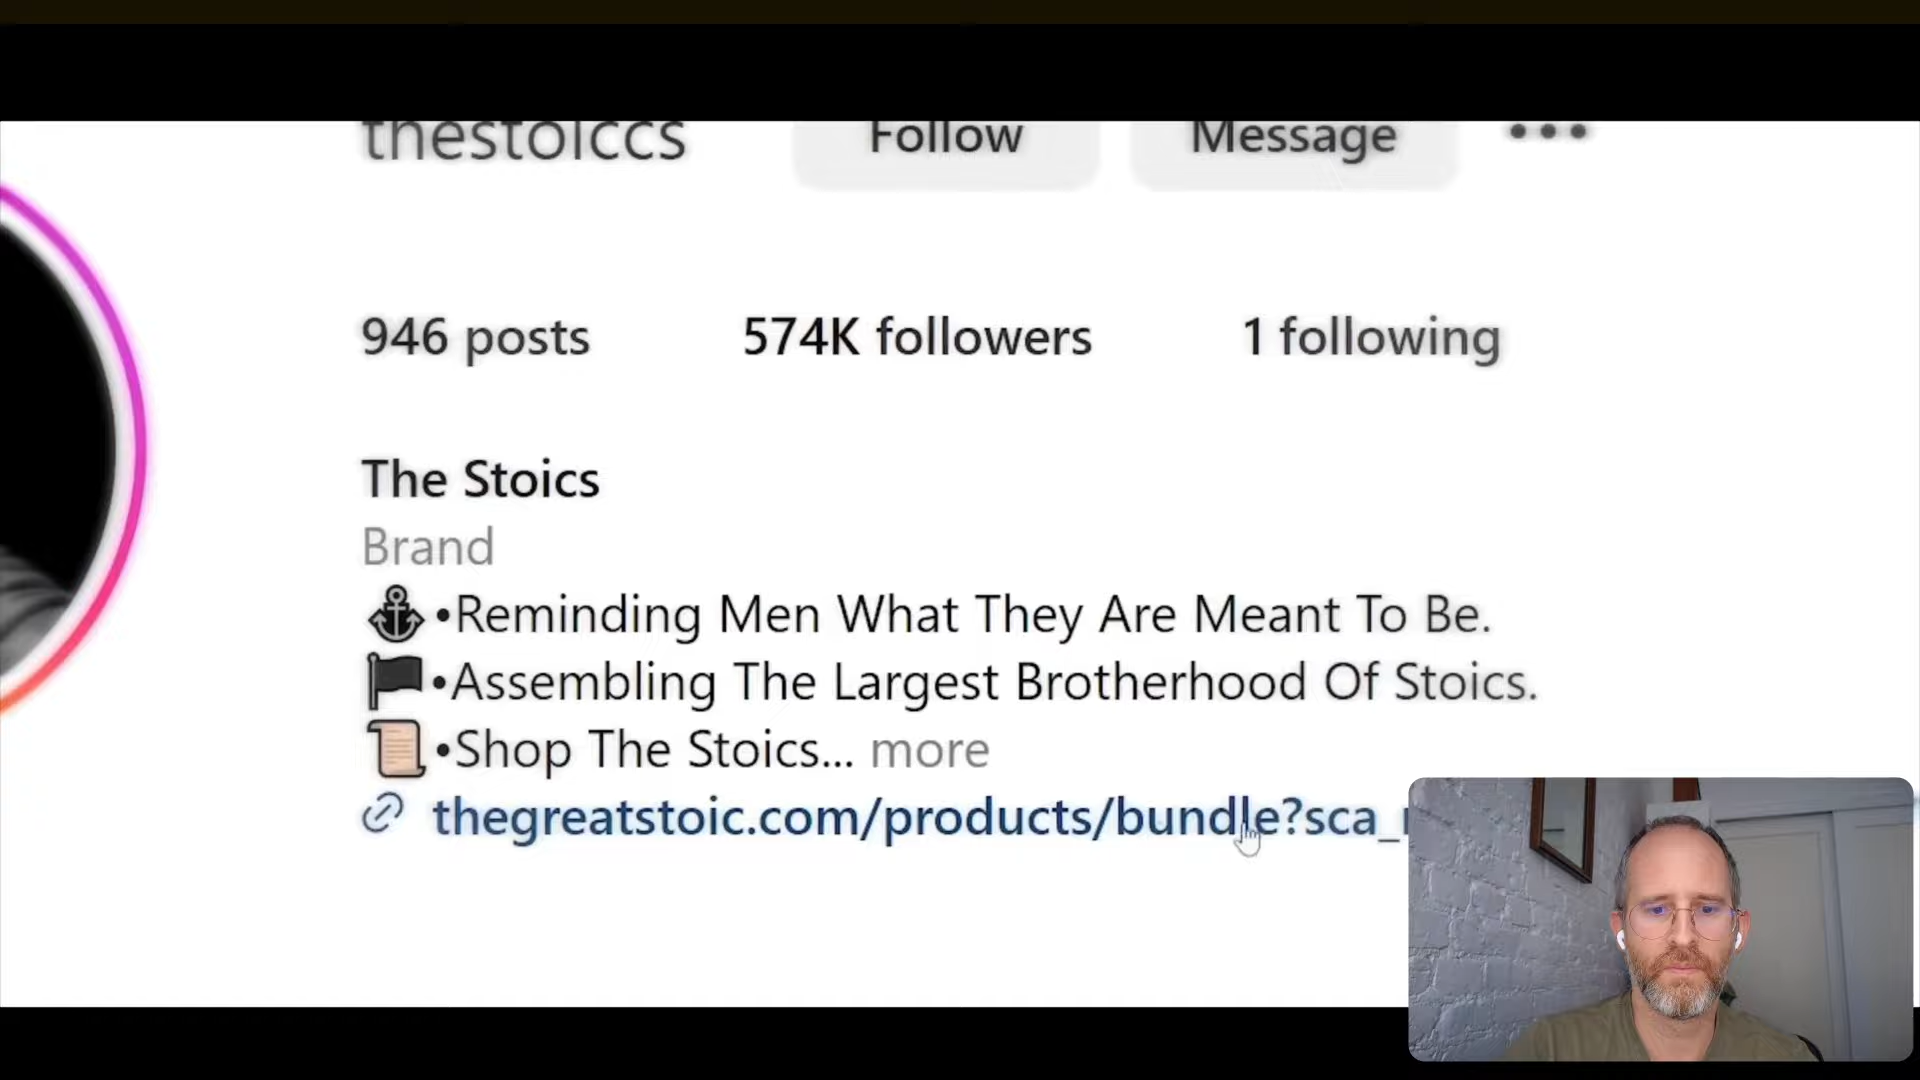 thestoiccs Follow Message
946 posts 574K followers 1 following
The Stoics
Brand
•Reminding Men What They Are Meant To Be.
•Assembling The Largest Brotherhood Of Stoics.
•Shop The Stoics... more
thegreatstoic.com/products/bundle?sca_